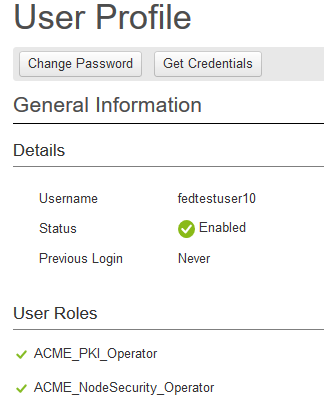 User Profile
Change Password Get Credentials
General Information
Details
Username fedtestuser10
Status Enabled
Previous Login Never
User Roles
ACME_PKI_Operator
ACME_NodeSecurity_Operator